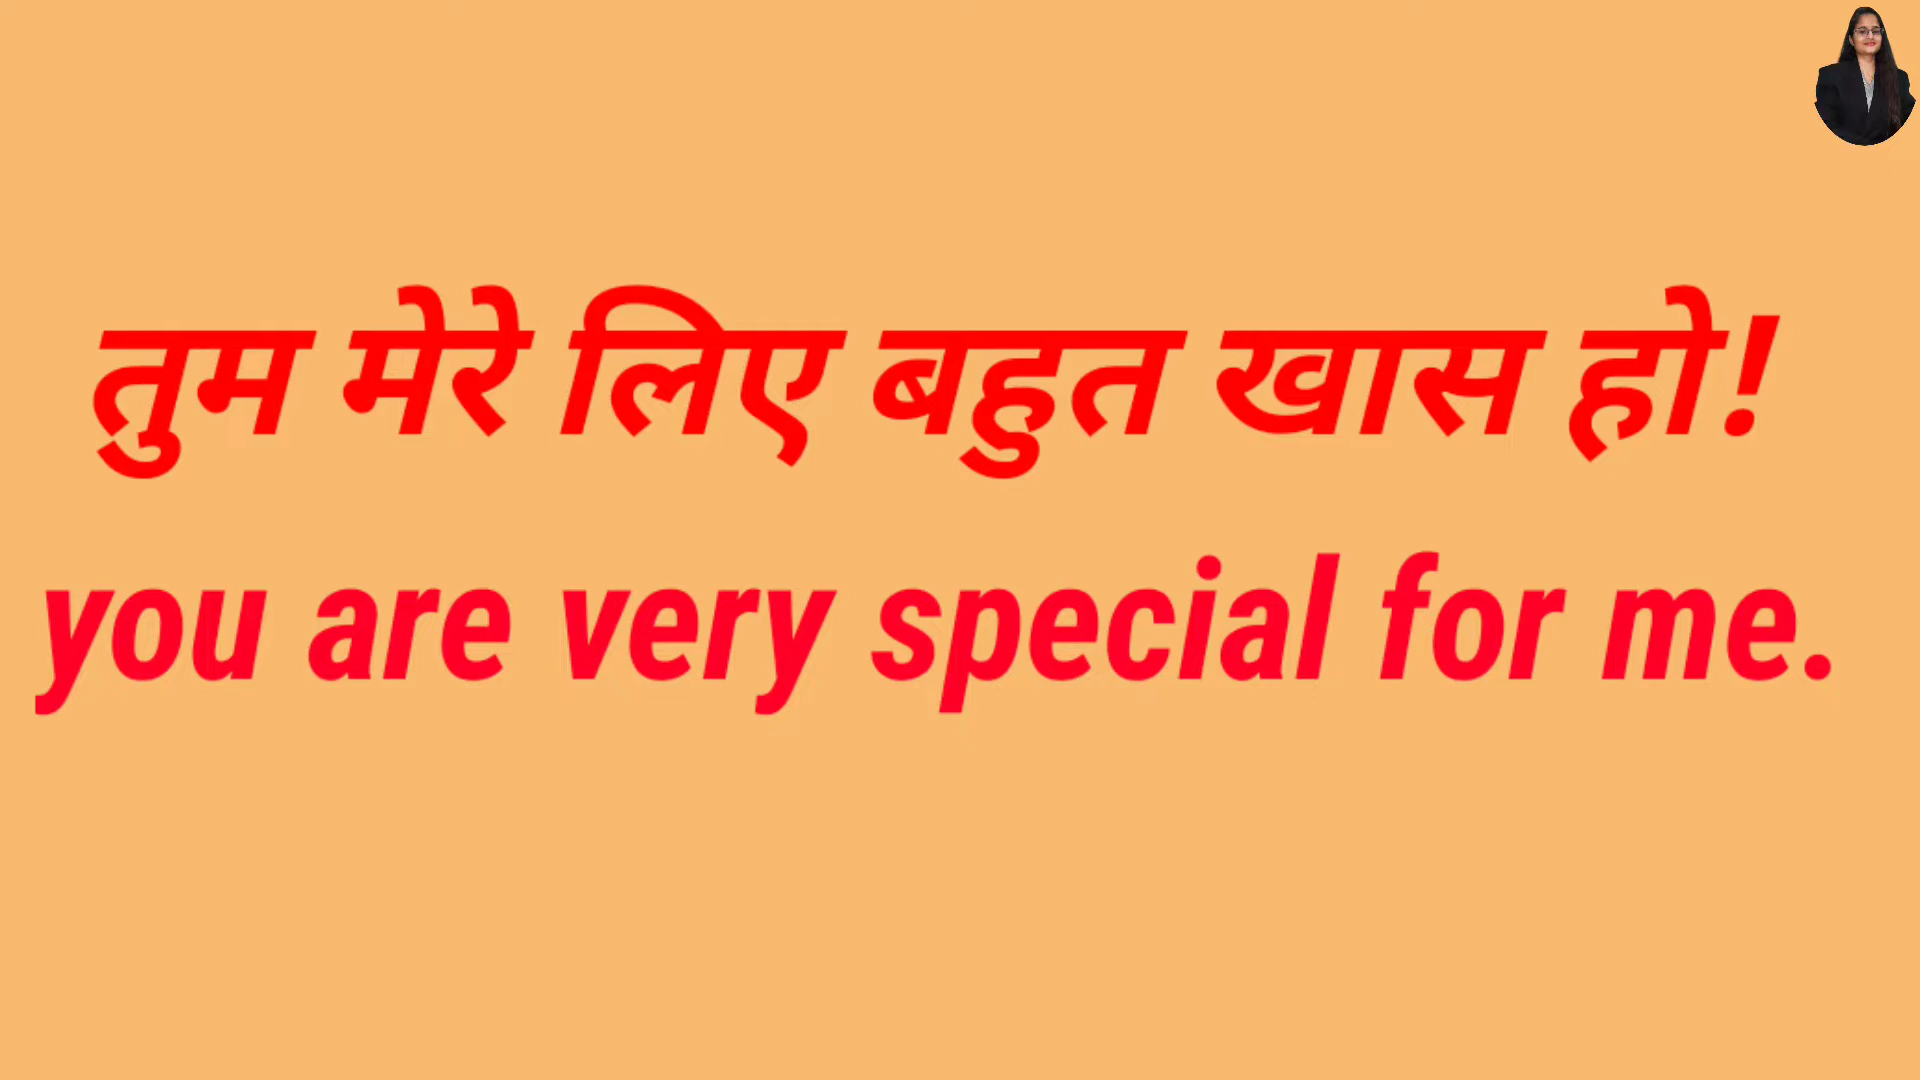 तुम मेरे लिए बहुत खास हो!
you are very special for me.